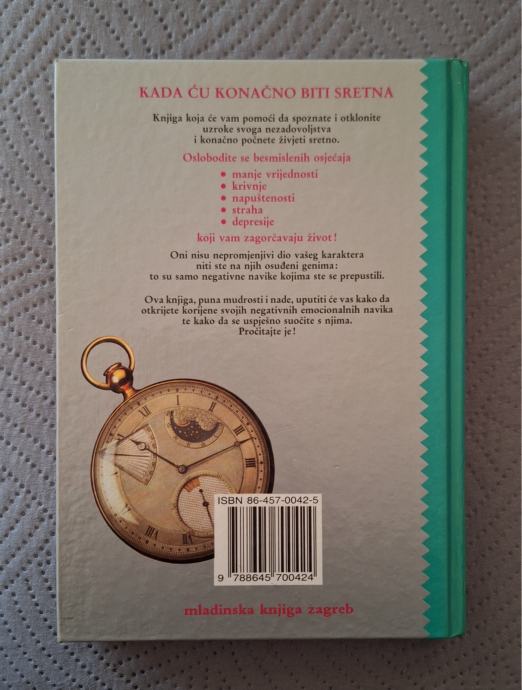 KADA ĆU KONAČNO BITI SRETNA
Knjiga koja će vam pomoći da spoznate i otklonite
uzroke svoga nezadovoljstva
i konačno počnete živjeti sretno.
Oslobodite se besmislenih osjećaja
• manje vrijednosti
• krivnje
• napuštenosti
• straha
• depresije
koji vam zagorčavaju život!
Oni nisu nepromjenjivi dio vašeg karaktera
niti ste na njih osuđeni genima:
to su samo negativne navike kojima ste se prepustili.
Ova knjiga, puna mudrosti i nade, uputiti će vas kako da
otkrijete korijene svojih negativnih emocionalnih navika
te kako da se uspješno suočite s njima.
Pročitajte je!
ISBN 86-457-0042-5
9 788645 700424
mladinska knjiga zagreb